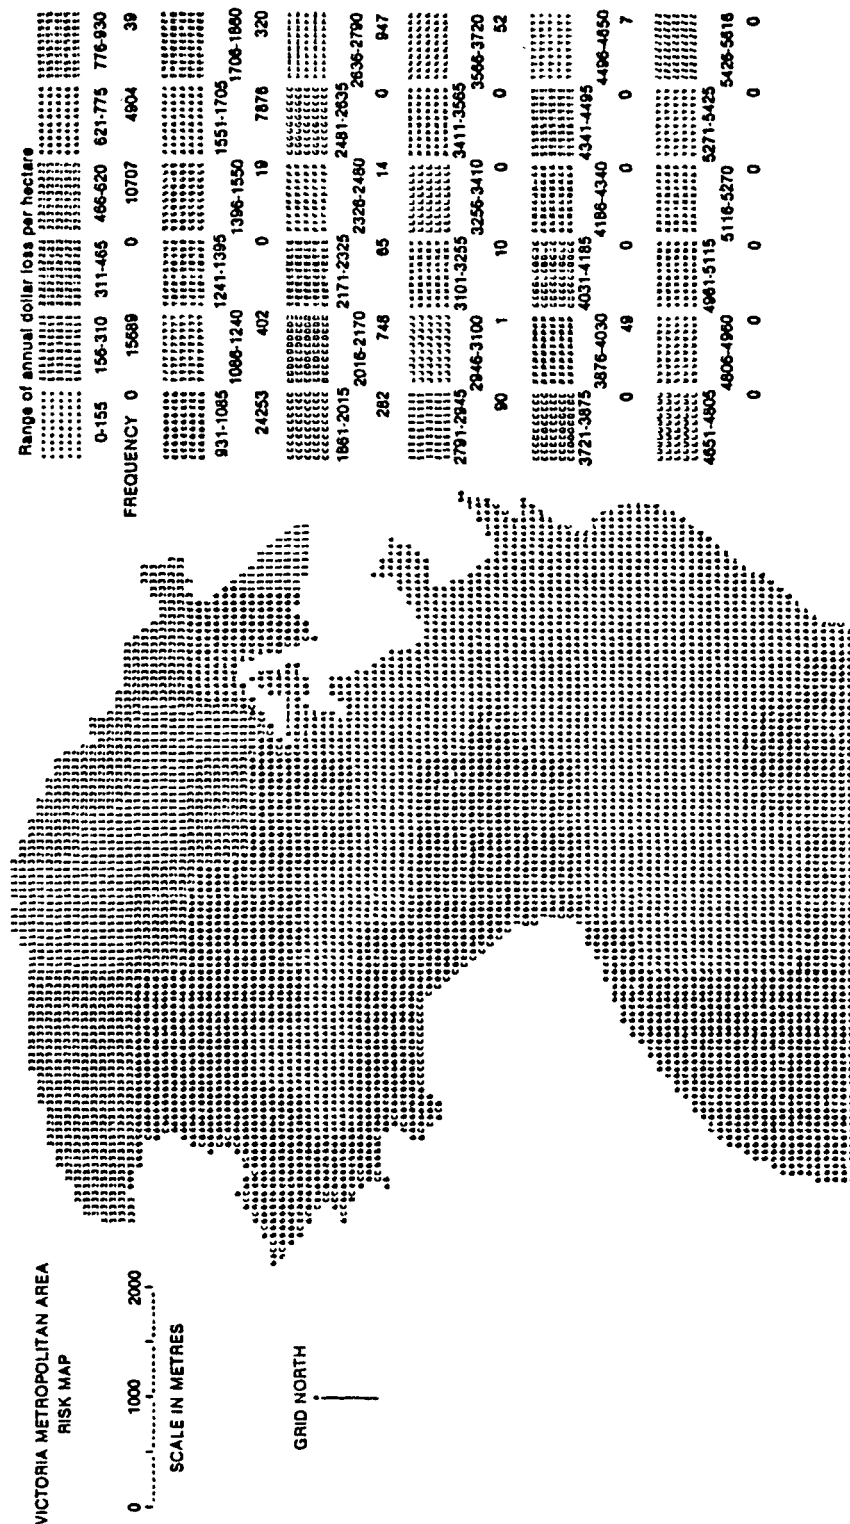 VICTORIA METROPOLITAN AREA
RISK MAP
0 1000 2000
SCALE IN METRES
GRID NORTH
Range of annual dollar loss per hectare
0-155 156-310 311-465 466-620 621-775 776-930
FREQUENCY 0 15689 0 10707 4904 39
931-1085 1086-1240 1241-1395 1396-1550 1551-1705 1706-1860
24253 402 0 19 7876 320
1861-2015 2016-2170 2171-2325 2326-2480 2481-2635 2636-2790
282 748 65 14 0 947
2791-2945 2946-3100 3101-3255 3256-3410 3411-3565 3566-3720
90 1 10 0 0 52
3721-3875 3876-4030 4031-4185 4186-4340 4341-4495 4496-4650
0 49 0 0 0 7
4651-4805 4806-4960 4961-5115 5116-5270 5271-5425 5426-5616
0 0 0 0 0 0